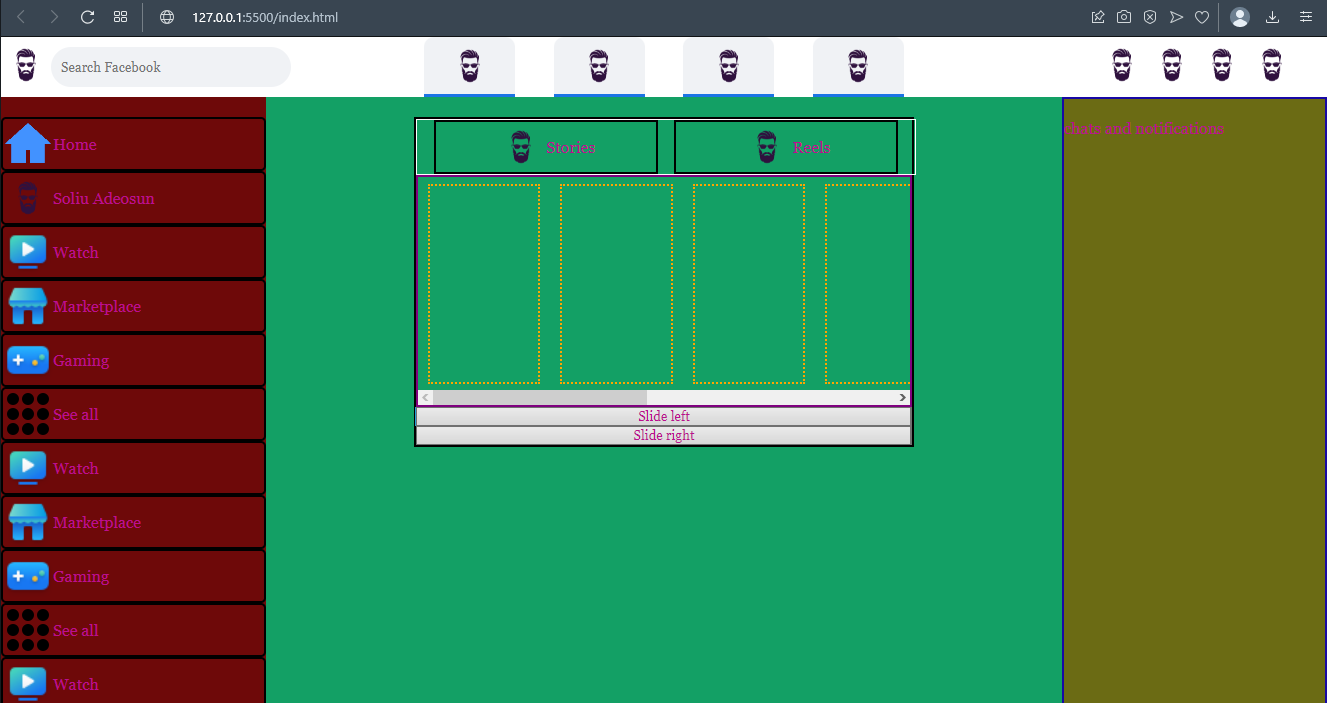 127.0.0.1:5500/index.html
Search Facebook
Home
Soliu Adeosun
Watch
Marketplace
Gaming
See all
Watch
Marketplace
Gaming
See all
Watch
Stories
Reels
Slide left
Slide right
chats and notifications